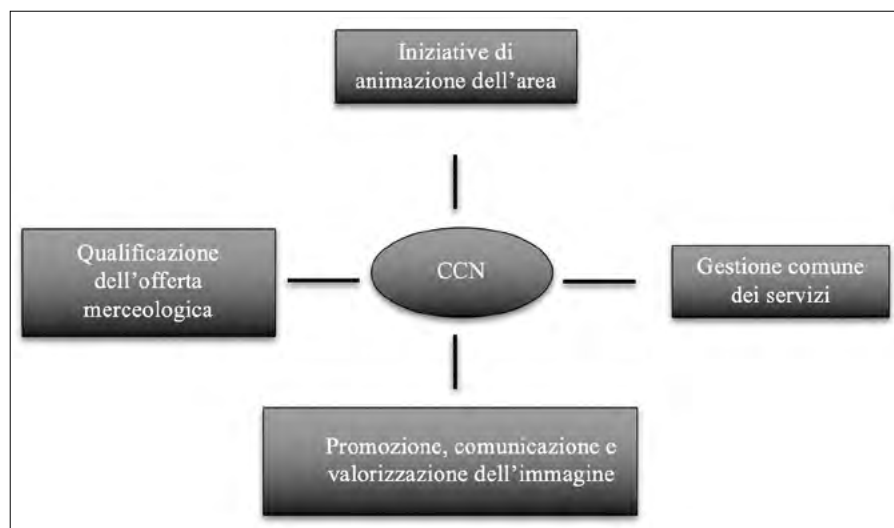 Iniziative di
animazione dell’area
Qualificazione
dell’offerta
merceologica
CCN
Gestione comune
dei servizi
Promozione, comunicazione e
valorizzazione dell’immagine